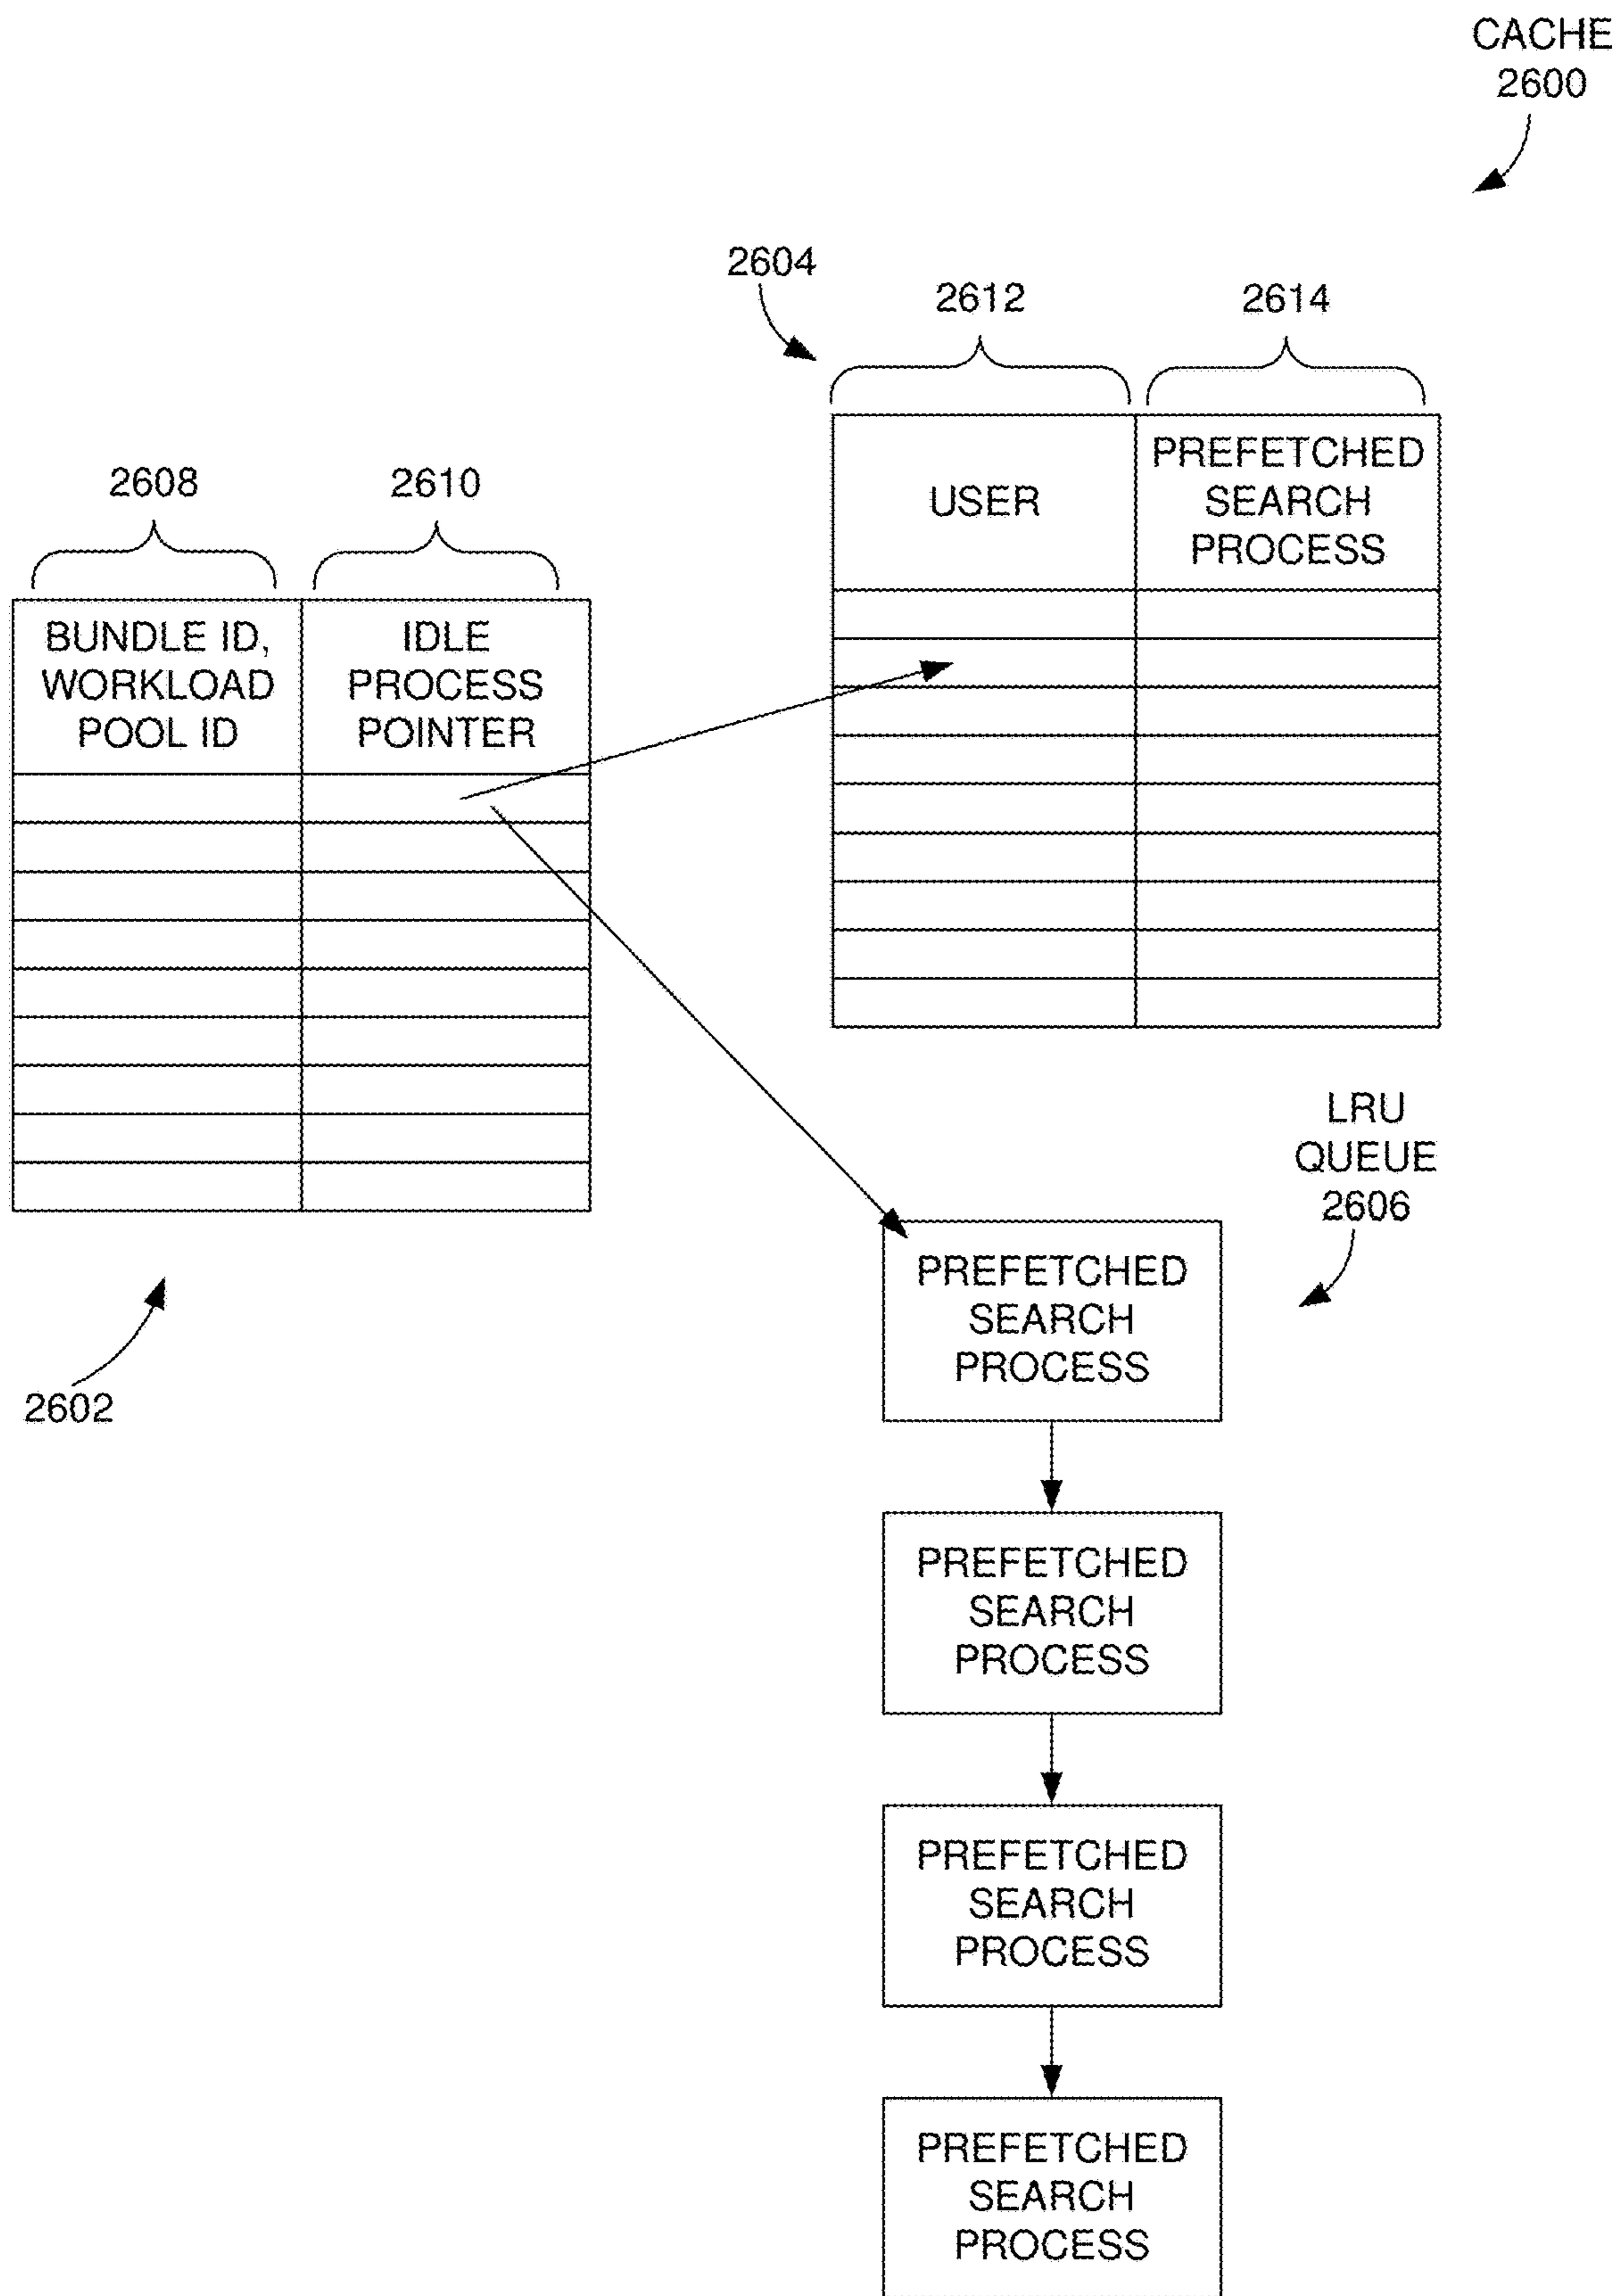 CACHE
2600
2604
2612
2614
USER
PREFETCHED
SEARCH
PROCESS
2608
2610
BUNDLE ID,
WORKLOAD
POOL ID
IDLE
PROCESS
POINTER
2602
LRU
QUEUE
2606
PREFETCHED
SEARCH
PROCESS
PREFETCHED
SEARCH
PROCESS
PREFETCHED
SEARCH
PROCESS
PREFETCHED
SEARCH
PROCESS